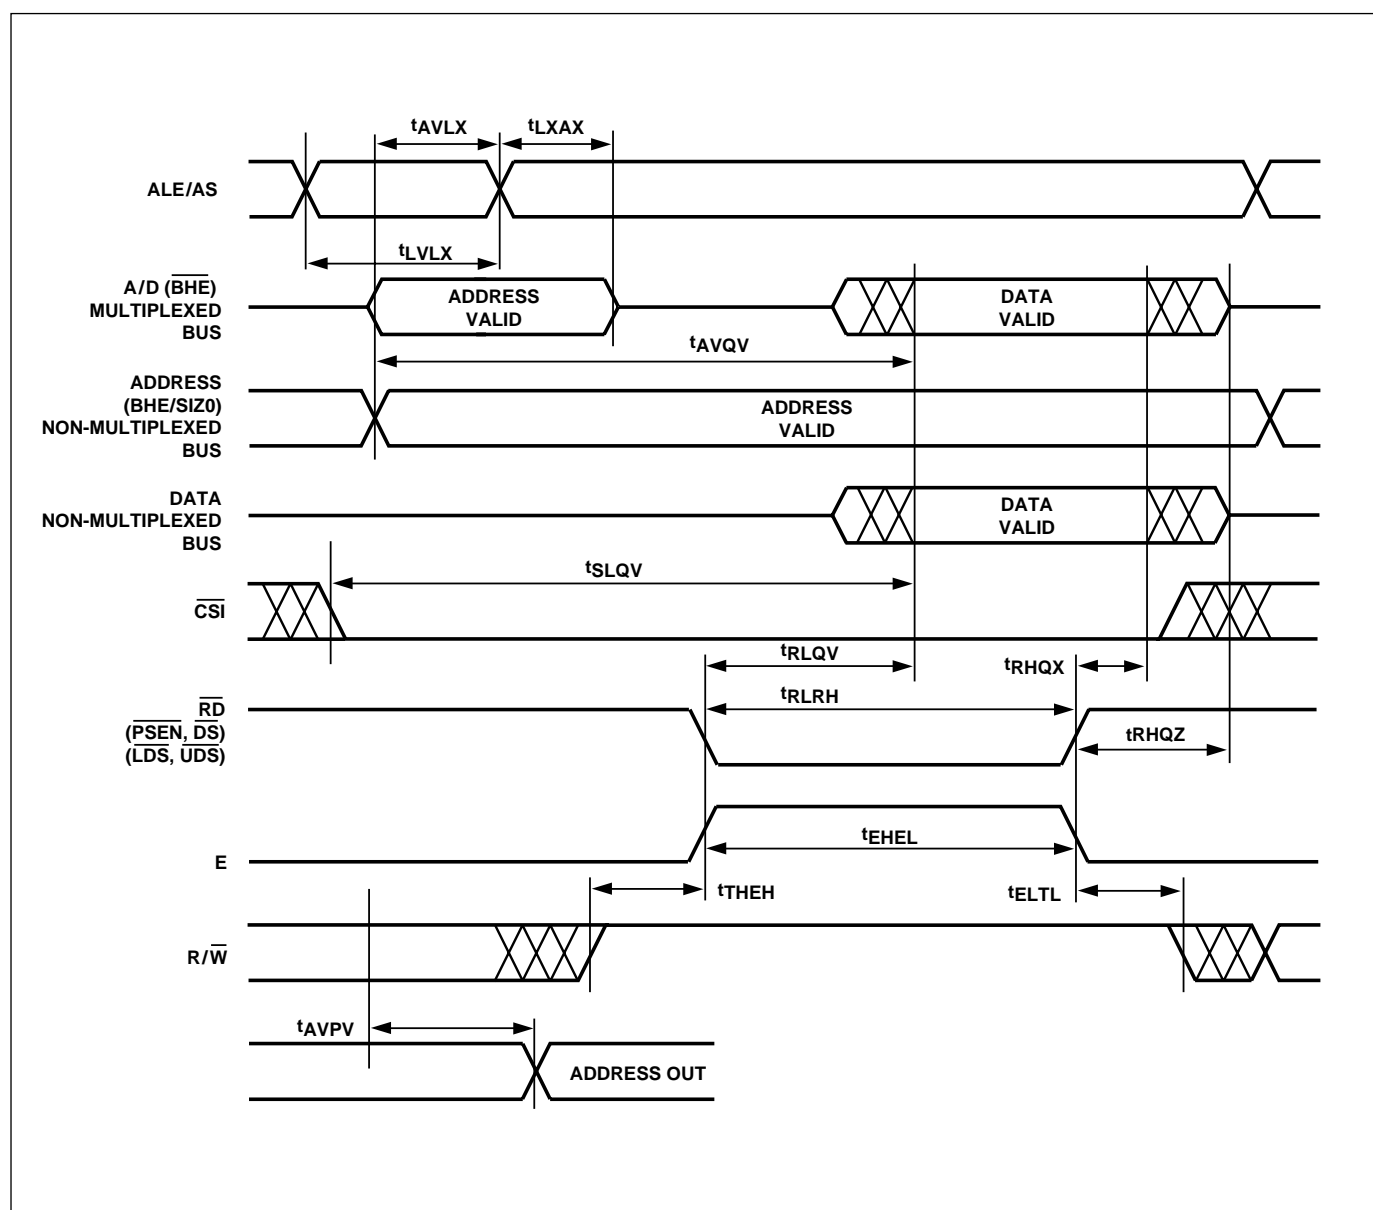 tAVLX
tLXAX
ALE/AS
tLVLX
A/D (BHE)
MULTIPLEXED
BUS
ADDRESS
VALID
DATA
VALID
tAVQV
ADDRESS
(BHE/SIZ0)
NON-MULTIPLEXED
BUS
ADDRESS
VALID
DATA
NON-MULTIPLEXED
BUS
DATA
VALID
tSLQV
CSI
tRLQV
tRHQX
tRLRH
RD
(PSEN, DS)
(LDS, UDS)
tRHQZ
tEHEL
E
tTHEH
tELTL
R/W
tAVPV
ADDRESS OUT